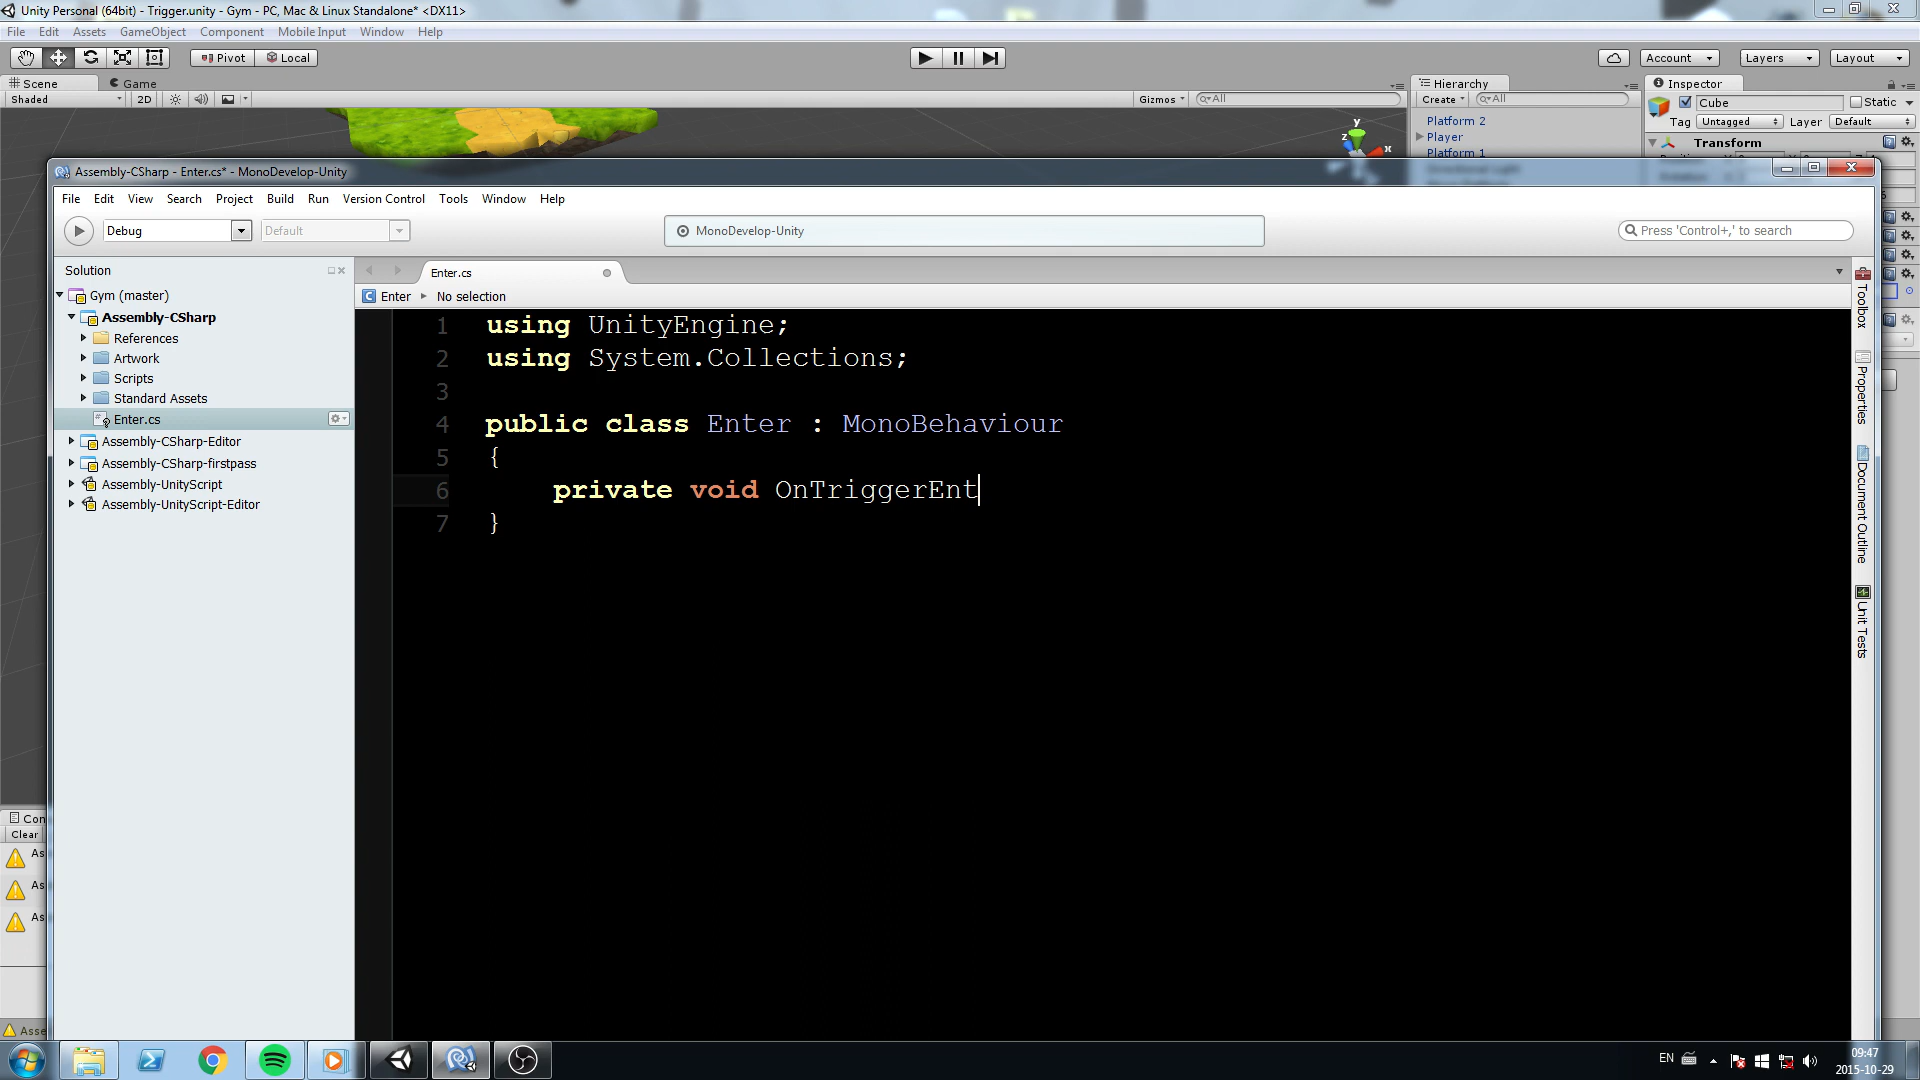 Unity Personal (64bit) - Trigger.unity - Gym - PC, Mac & Linux Standalone* <DX11>
File Edit Assets GameObject Component Mobile Input Window Help
Pivot Local Account Layers Layout
Scene Game Hierarchy Inspector
Shaded 2D Gizmos All Create All Cube Static
Tag Untagged Layer Default
Platform 2
Player
Platform 1
Transform
Assembly-CSharp - Enter.cs* - MonoDevelop-Unity
File Edit View Search Project Build Run Version Control Tools Window Help
Debug Default MonoDevelop-Unity Press 'Control+,' to search
Solution
Gym (master)
Assembly-CSharp
References
Artwork
Scripts
Standard Assets
Enter.cs
Assembly-CSharp-Editor
Assembly-CSharp-firstpass
Assembly-UnityScript
Assembly-UnityScript-Editor
Enter.cs
Enter No selection
1 using UnityEngine;
2 using System.Collections;
3
4 public class Enter : MonoBehaviour
5 {
6 private void OnTriggerEnt
7 }
Toolbox
Properties
Document Outline
Unit Tests
Con
Clear
As
As
As
Asse
EN
09:47
2015-10-29